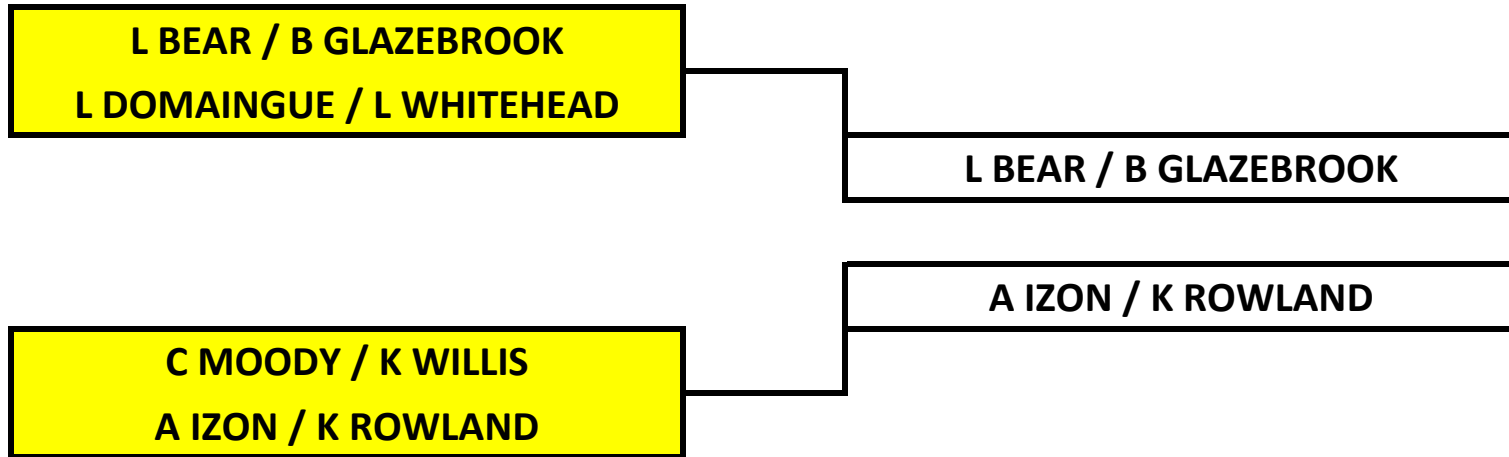 L BEAR / B GLAZEBROOK
L DOMAINGUE / L WHITEHEAD
L BEAR / B GLAZEBROOK
A IZON / K ROWLAND
C MOODY / K WILLIS
A IZON / K ROWLAND